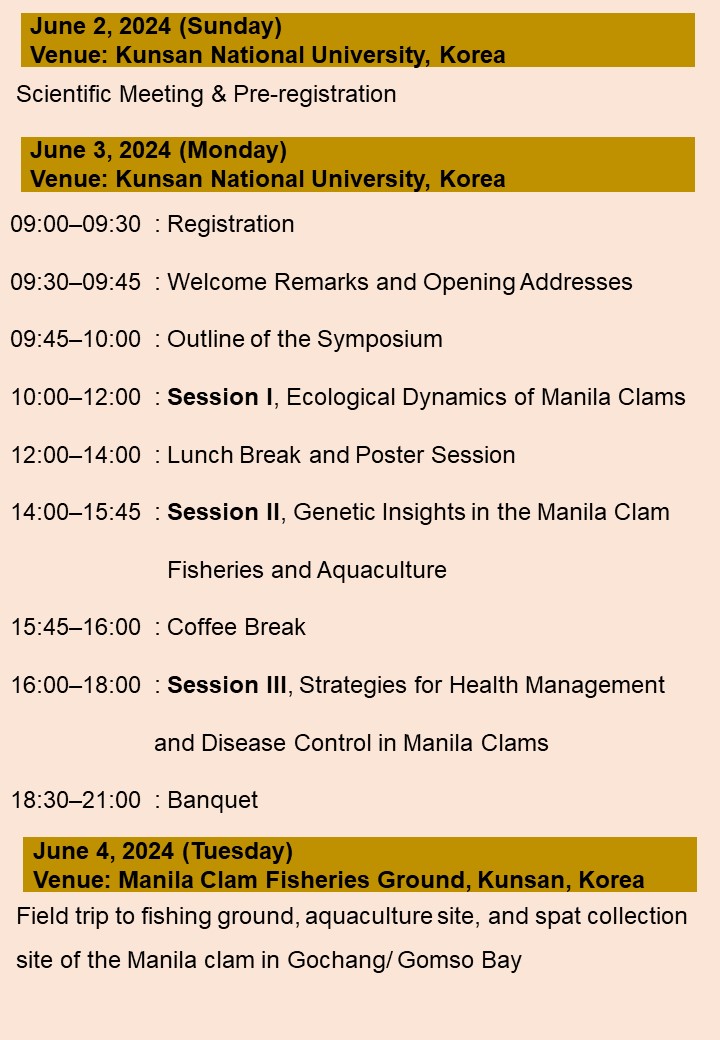 June 2, 2024 (Sunday)
Venue: Kunsan National University, Korea
Scientific Meeting & Pre-registration
June 3, 2024 (Monday)
Venue: Kunsan National University, Korea
09:00–09:30 : Registration
09:30–09:45 : Welcome Remarks and Opening Addresses
09:45–10:00 : Outline of the Symposium
10:00–12:00 : Session I, Ecological Dynamics of Manila Clams
12:00–14:00 : Lunch Break and Poster Session
14:00–15:45 : Session II, Genetic Insights in the Manila Clam
Fisheries and Aquaculture
15:45–16:00 : Coffee Break
16:00–18:00 : Session III, Strategies for Health Management
and Disease Control in Manila Clams
18:30–21:00 : Banquet
June 4, 2024 (Tuesday)
Venue: Manila Clam Fisheries Ground, Kunsan, Korea
Field trip to fishing ground, aquaculture site, and spat collection
site of the Manila clam in Gochang/ Gomso Bay